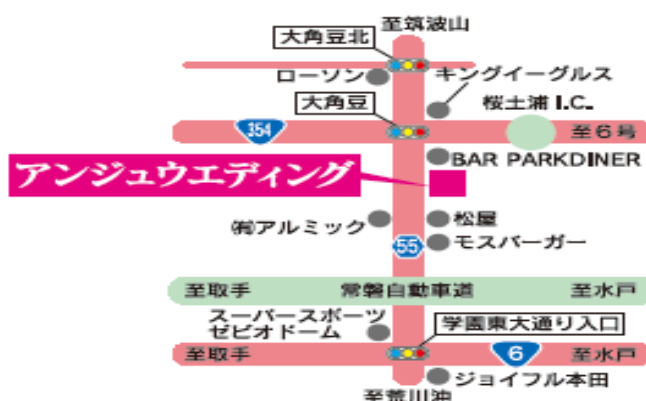 至筑波山
大角豆北
ローソン
キングイーグルス
大角豆
桜土浦 I.C.
354
至6号
BAR PARKDINER
アンジュウエディング
㈲アルミック
松屋
55
モスバーガー
至取手
常磐自動車道
至水戸
スーパースポーツ
ゼビオドーム
学園東大通り入口
至取手
6
至水戸
ジョイフル本田
至荒川沖